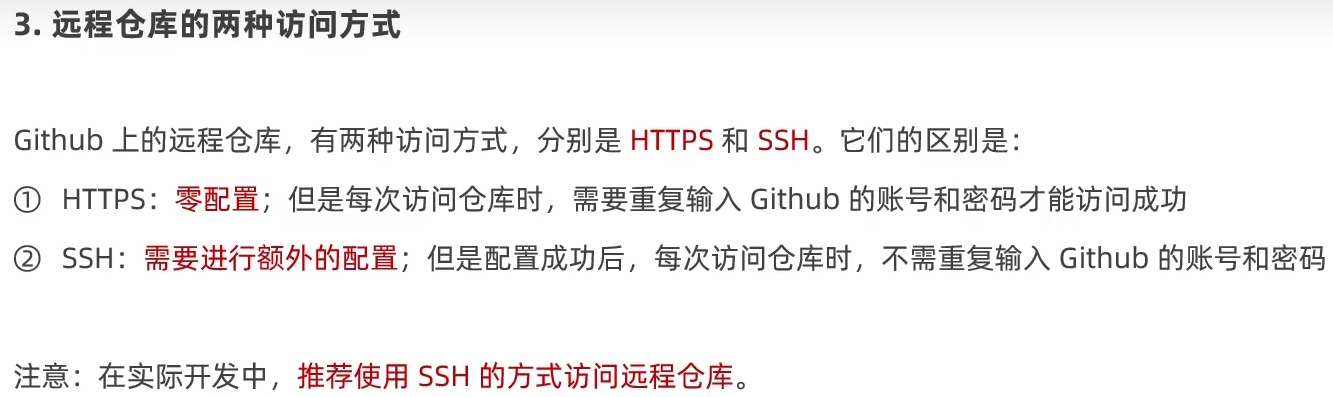 3. 远程仓库的两种访问方式
Github 上的远程仓库，有两种访问方式，分别是 HTTPS 和 SSH。它们的区别是：
① HTTPS：零配置；但是每次访问仓库时，需要重复输入 Github 的账号和密码才能访问成功
② SSH：需要进行额外的配置；但是配置成功后，每次访问仓库时，不需重复输入 Github 的账号和密码
注意：在实际开发中，推荐使用 SSH 的方式访问远程仓库。